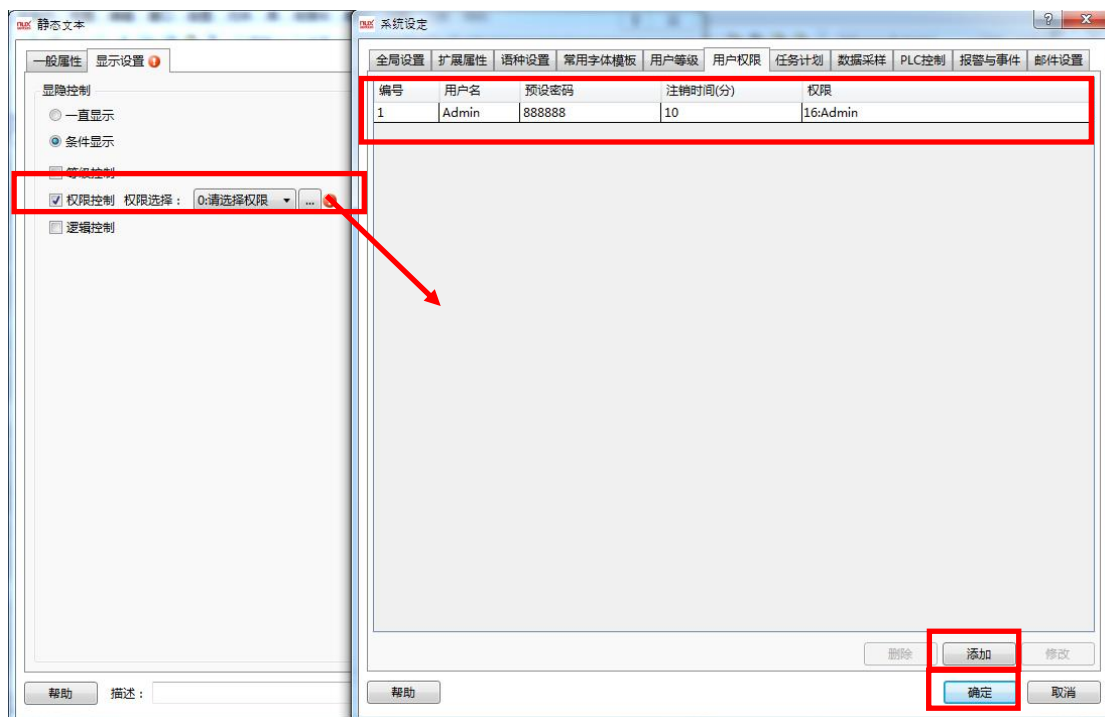 静态文本
一般属性 显示设置
显隐控制
一直显示
条件显示
等级控制
权限控制 权限选择： 0:请选择权限 ...
逻辑控制
帮助 描述：
系统设定
全局设置 扩展属性 语种设置 常用字体模板 用户等级 用户权限 任务计划 数据采样 PLC控制 报警与事件 邮件设置
编号 用户名 预设密码 注销时间(分) 权限
1 Admin 888888 10 16:Admin
删除 添加 修改
帮助 确定 取消